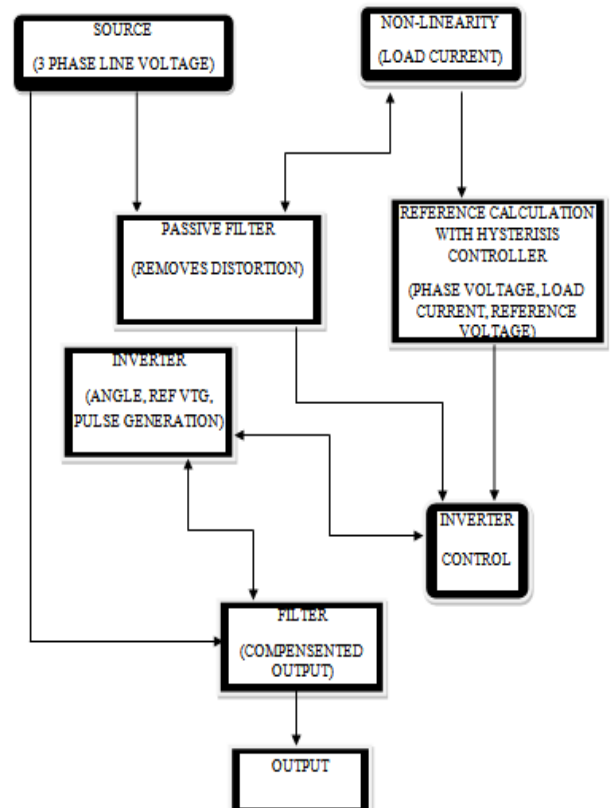 SOURCE
(3 PHASE LINE VOLTAGE)
NON-LINEARITY
(LOAD CURRENT)
PASSIVE FILTER
(REMOVES DISTORTION)
REFERENCE CALCULATION
WITH HYSTERISIS
CONTROLLER
(PHASE VOLTAGE, LOAD
CURRENT, REFERENCE
VOLTAGE)
INVERTER
(ANGLE, REF VTG,
PULSE GENERATION)
INVERTER
CONTROL
FILTER
(COMPENSENTED
OUTPUT)
OUTPUT